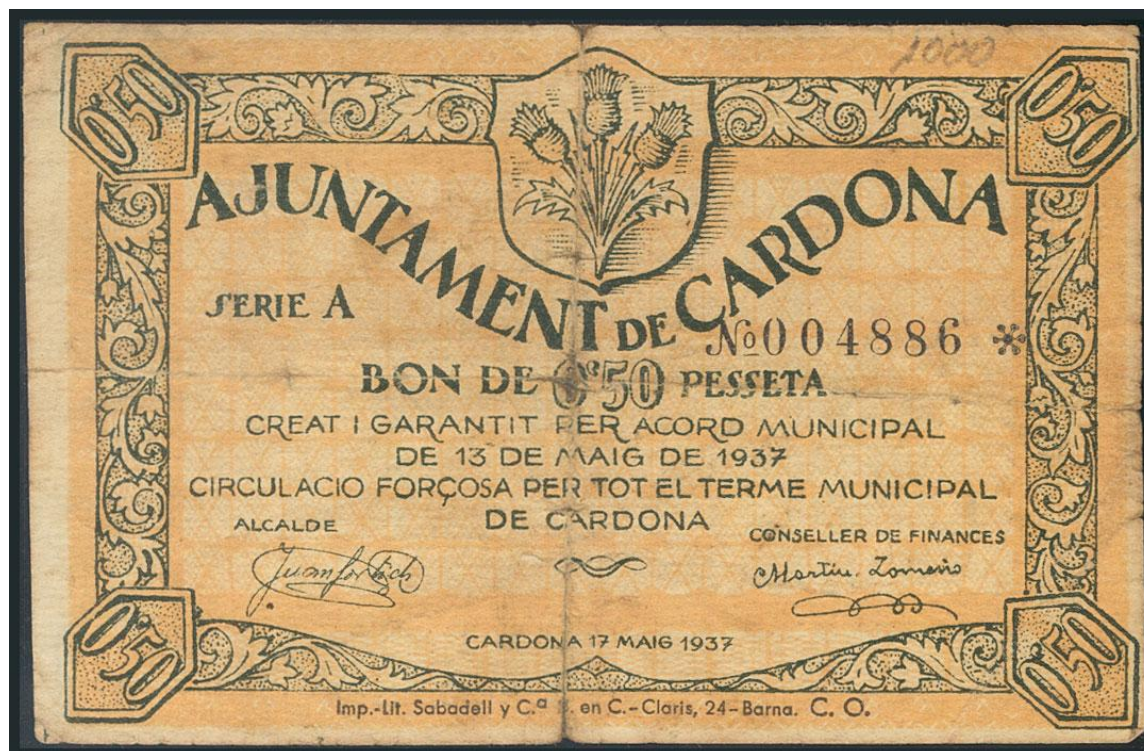 1000
0'50 0'50
AJUNTAMENT DE CARDONA
SERIE A
No 004886 *
BON DE 0'50 PESSETA
CREAT I GARANTIT PER ACORD MUNICIPAL
DE 13 DE MAIG DE 1937
CIRCULACIO FORÇOSA PER TOT EL TERME MUNICIPAL
DE CARDONA
ALCALDE
CONSELLER DE FINANCES
CARDONA 17 MAIG 1937
0'50 0'50
Imp.-Lit. Sabadell y C.ª en C.-Claris, 24-Barna. C. O.